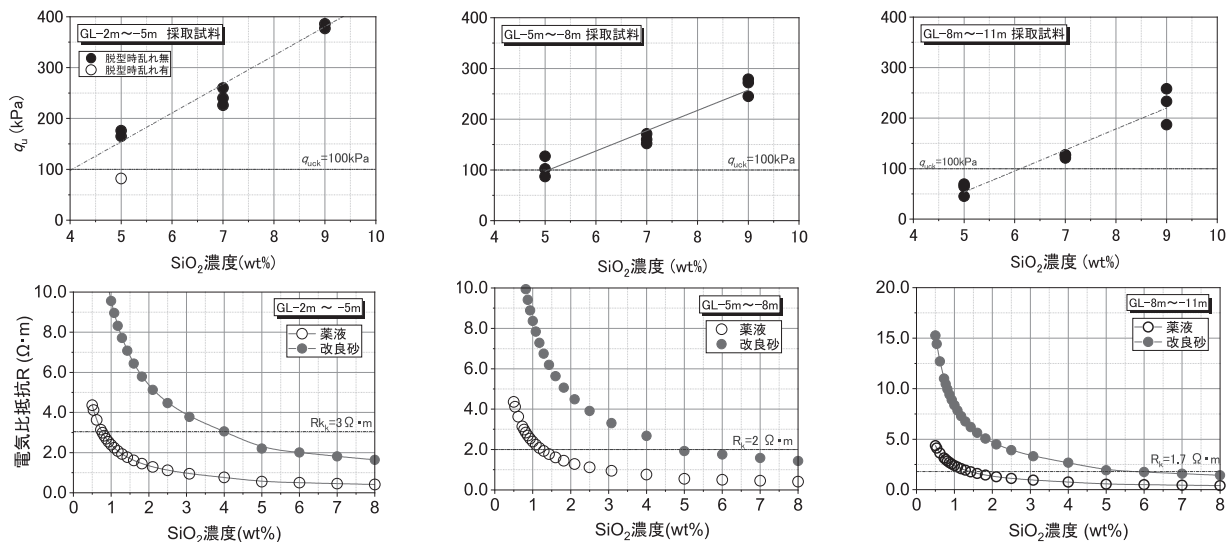 GL-2m～-5m 採取試料
脱型時乱れ無
脱型時乱れ有
400
300
200
100
0
qu (kPa)
quck=100kPa
4 5 6 7 8 9 10
SiO2濃度(wt%)
GL-5m～-8m 採取試料
400
300
200
100
0
quck=100kPa
4 5 6 7 8 9 10
SiO2濃度 (wt%)
GL-8m～-11m 採取試料
400
300
200
100
0
quck=100kPa
4 5 6 7 8 9 10
SiO2濃度 (wt%)
GL-2m ～ -5m
薬液
改良砂
10.0
8.0
6.0
4.0
2.0
0.0
電気比抵抗R (Ω・m)
Rkk=3Ω・m
0 1 2 3 4 5 6 7 8
SiO2濃度(wt%)
GL-5m～-8m
薬液
改良砂
10.0
8.0
6.0
4.0
2.0
0.0
Rk=2 Ω・m
0 1 2 3 4 5 6 7 8
SiO2濃度(wt%)
GL-8m～-11m
薬液
改良砂
20.0
15.0
10.0
5.0
0.0
Rk=1.7 Ω・m
0 1 2 3 4 5 6 7 8
SiO2濃度 (wt%)